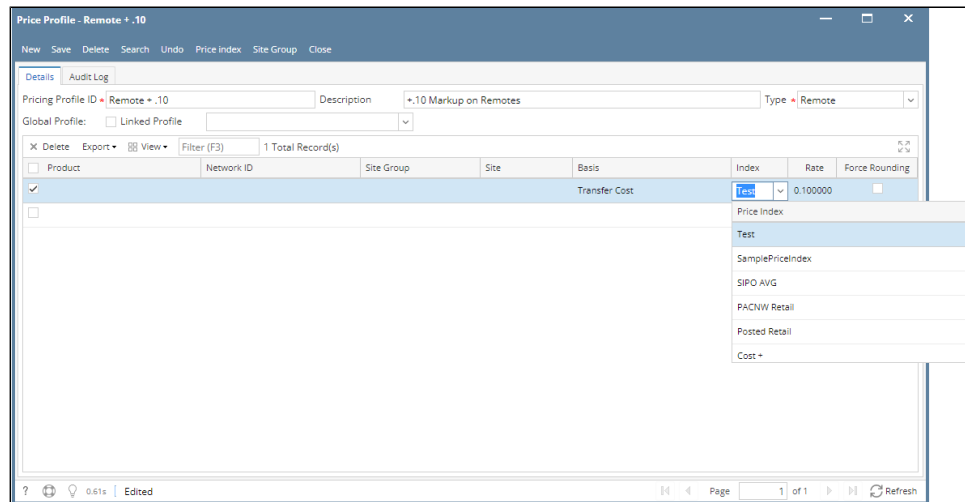 Price Profile - Remote + .10
New Save Delete Search Undo Price index Site Group Close
Details Audit Log
Pricing Profile ID * Remote + .10 Description +.10 Markup on Remotes Type * Remote
Global Profile: Linked Profile
X Delete Export View Filter (F3) 1 Total Record(s)
Product Network ID Site Group Site Basis Index Rate Force Rounding
Transfer Cost Test 0.100000
Price Index
Test
SamplePriceIndex
SIPO AVG
PACNW Retail
Posted Retail
Cost +
? 0.61s Edited Page 1 of 1 Refresh